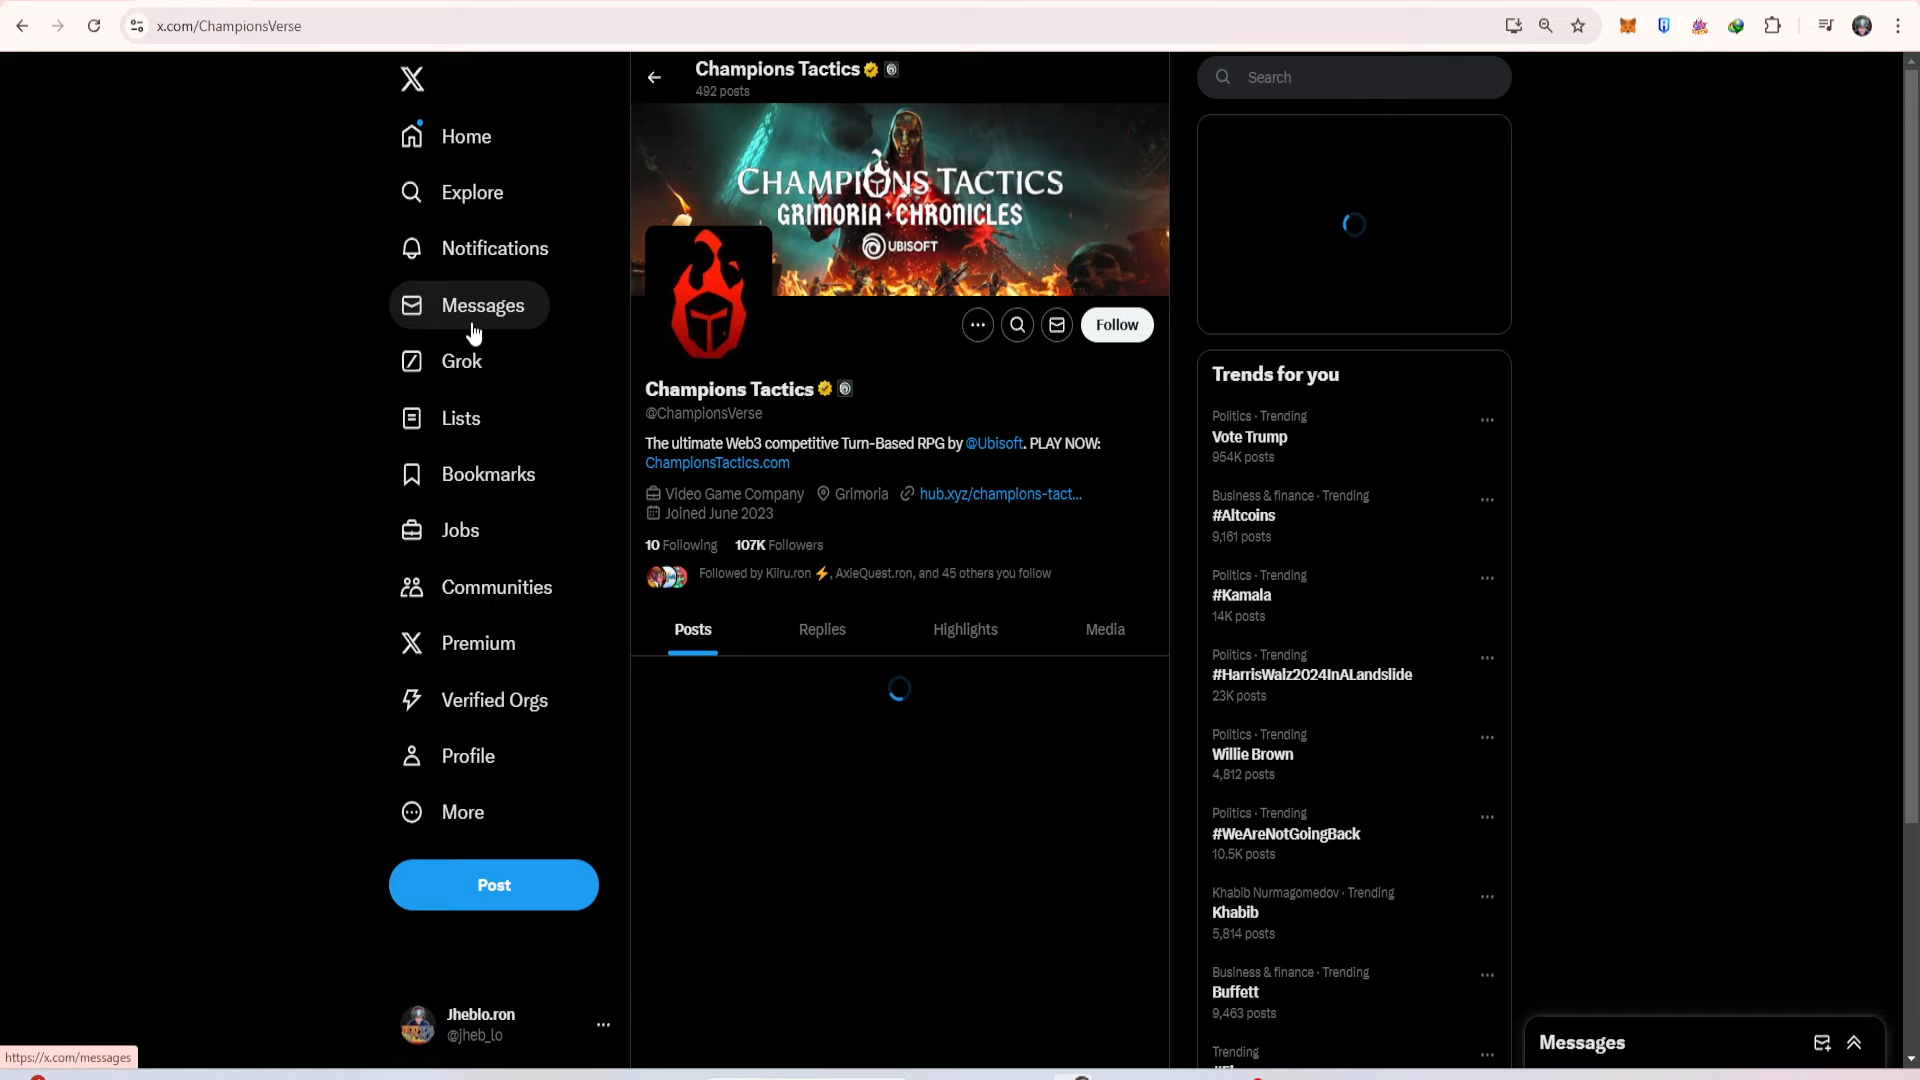 x.com/ChampionsVerse
Home
Explore
Notifications
Messages
Grok
Lists
Bookmarks
Jobs
Communities
Premium
Verified Orgs
Profile
More
Post
Jheblo.ron
@jheb_lo
https://x.com/messages
Champions Tactics
492 posts
CHAMPIONS TACTICS
GRIMORIA CHRONICLES
UBISOFT
Follow
Champions Tactics
@ChampionsVerse
The ultimate Web3 competitive Turn-Based RPG by @Ubisoft. PLAY NOW:
ChampionsTactics.com
Video Game Company Grimoria hub.xyz/champions-tact...
Joined June 2023
10 Following 107K Followers
Followed by Kiiru.ron ⚡, AxieQuest.ron, and 45 others you follow
Posts Replies Highlights Media
Search
Trends for you
Politics · Trending
Vote Trump
954K posts
Business & finance · Trending
#Altcoins
9,161 posts
Politics · Trending
#Kamala
14K posts
Politics · Trending
#HarrisWalz2024InALandslide
23K posts
Politics · Trending
Willie Brown
4,812 posts
Politics · Trending
#WeAreNotGoingBack
10.5K posts
Khabib Nurmagomedov · Trending
Khabib
5,814 posts
Business & finance · Trending
Buffett
9,463 posts
Trending
Messages